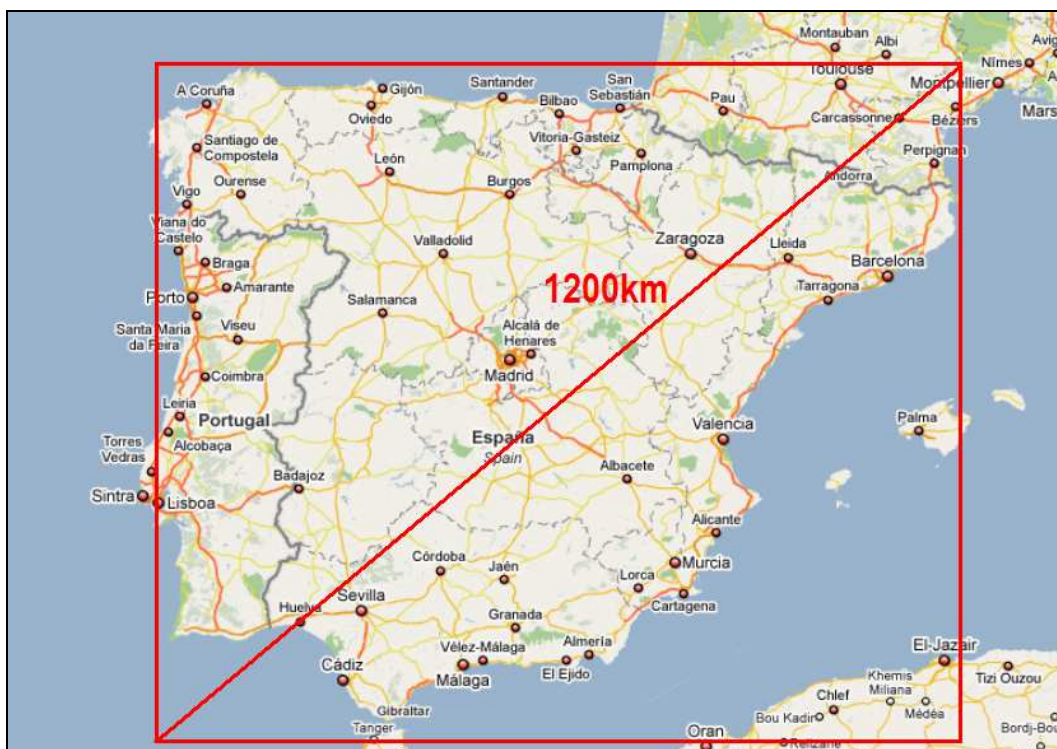 Montauban
Albi
Avig
Nîmes
Toulouse
Montpellier
A Coruña
Gijón
Santander
San
Sebastián
Bilbao
Pau
Carcassonne
Béziers
Mars
Oviedo
Santiago de
Compostela
Vitoria-Gasteiz
Pamplona
Perpignan
León
Andorra
Vigo
Ourense
Burgos
Viana do
Castelo
Valladolid
Zaragoza
Lleida
Braga
Barcelona
Amarante
1200km
Porto
Salamanca
Tarragona
Santa Maria
da Feira
Viseu
Alcalá de
Henares
Madrid
Coimbra
Leiria
Portugal
Palma
Valencia
Torres
Vedras
Alcobaça
España
Spain
Albacete
Badajoz
Sintra
Lisboa
Alicante
Córdoba
Jaén
Murcia
Lorca
Huelva
Sevilla
Cartagena
Granada
Vélez-Málaga
Almería
El-Jazair
Cádiz
Málaga
El Ejido
Tizi Ouzou
Khemis
Miliana
Chlef
Gibraltar
Bou Kadir
Médéa
Tanger
Oran
Relizane
Bordj-Bo